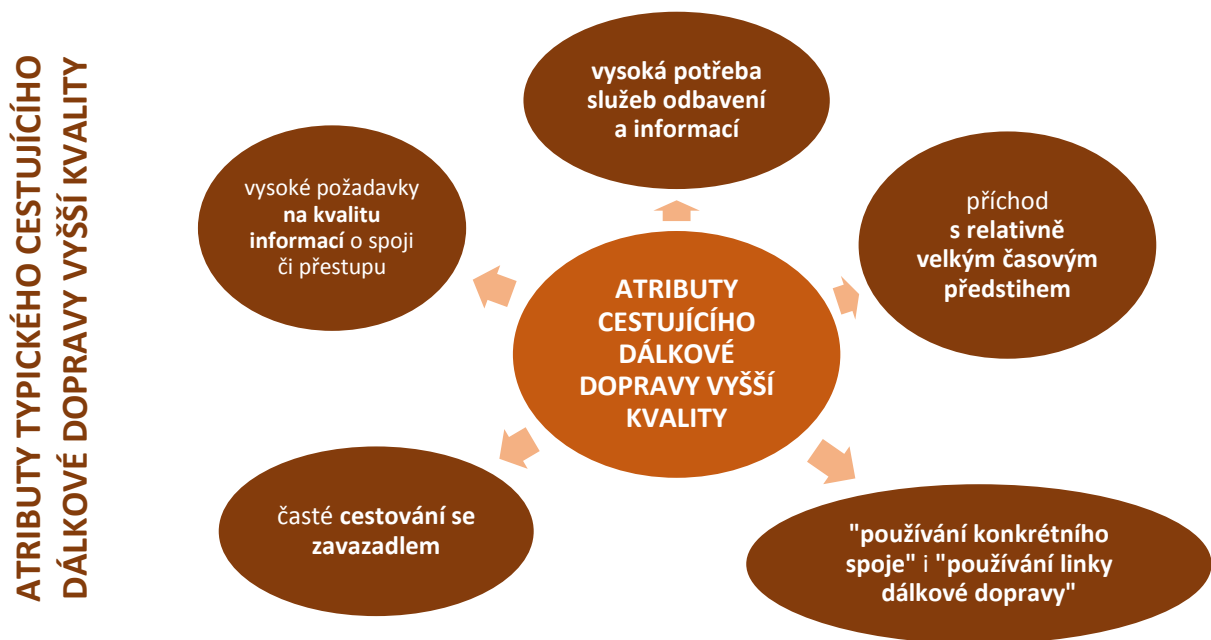 ATRIBUTY TYPICKÉHO CESTUJÍCÍHO
DÁLKOVÉ DOPRAVY VYŠŠÍ KVALITY
vysoká potřeba
služeb odbavení
a informací
vysoké požadavky
na kvalitu
informací o spoji
či přestupu
příchod
s relativně
velkým časovým
předstihem
ATRIBUTY
CESTUJÍCÍHO
DÁLKOVÉ
DOPRAVY VYŠŠÍ
KVALITY
časté cestování se
zavazadlem
"používání konkrétního
spoje" i "používání linky
dálkové dopravy"